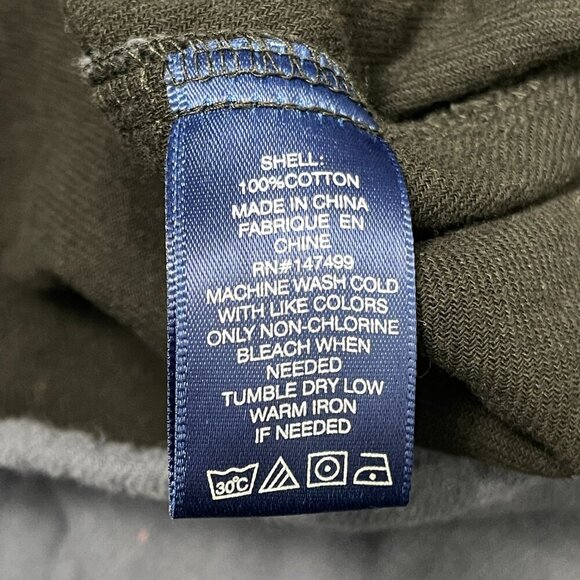 SHELL:
100%COTTON
MADE IN CHINA
FABRIQUE EN
CHINE
RN#147499
MACHINE WASH COLD
WITH LIKE COLORS
ONLY NON-CHLORINE
BLEACH WHEN
NEEDED
TUMBLE DRY LOW
WARM IRON
IF NEEDED
30°C